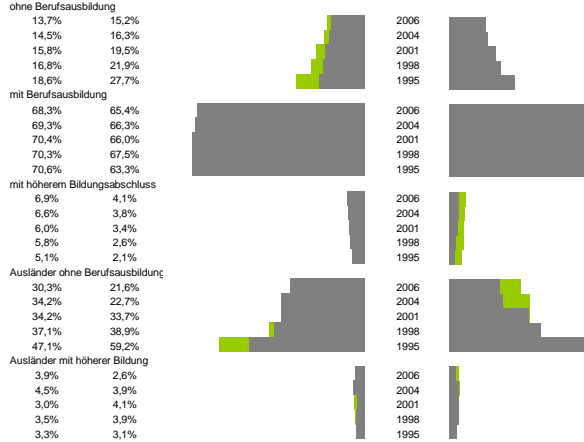 ohne Berufsausbildung
13,7% 15,2% 2006
14,5% 16,3% 2004
15,8% 19,5% 2001
16,8% 21,9% 1998
18,6% 27,7% 1995
mit Berufsausbildung
68,3% 65,4% 2006
69,3% 66,3% 2004
70,4% 66,0% 2001
70,3% 67,5% 1998
70,6% 63,3% 1995
mit höherem Bildungsabschluss
6,9% 4,1% 2006
6,6% 3,8% 2004
6,0% 3,4% 2001
5,8% 2,6% 1998
5,1% 2,1% 1995
Ausländer ohne Berufsausbildung
30,3% 21,6% 2006
34,2% 22,7% 2004
34,2% 33,7% 2001
37,1% 38,9% 1998
47,1% 59,2% 1995
Ausländer mit höherer Bildung
3,9% 2,6% 2006
4,5% 3,9% 2004
3,0% 4,1% 2001
3,5% 3,9% 1998
3,3% 3,1% 1995